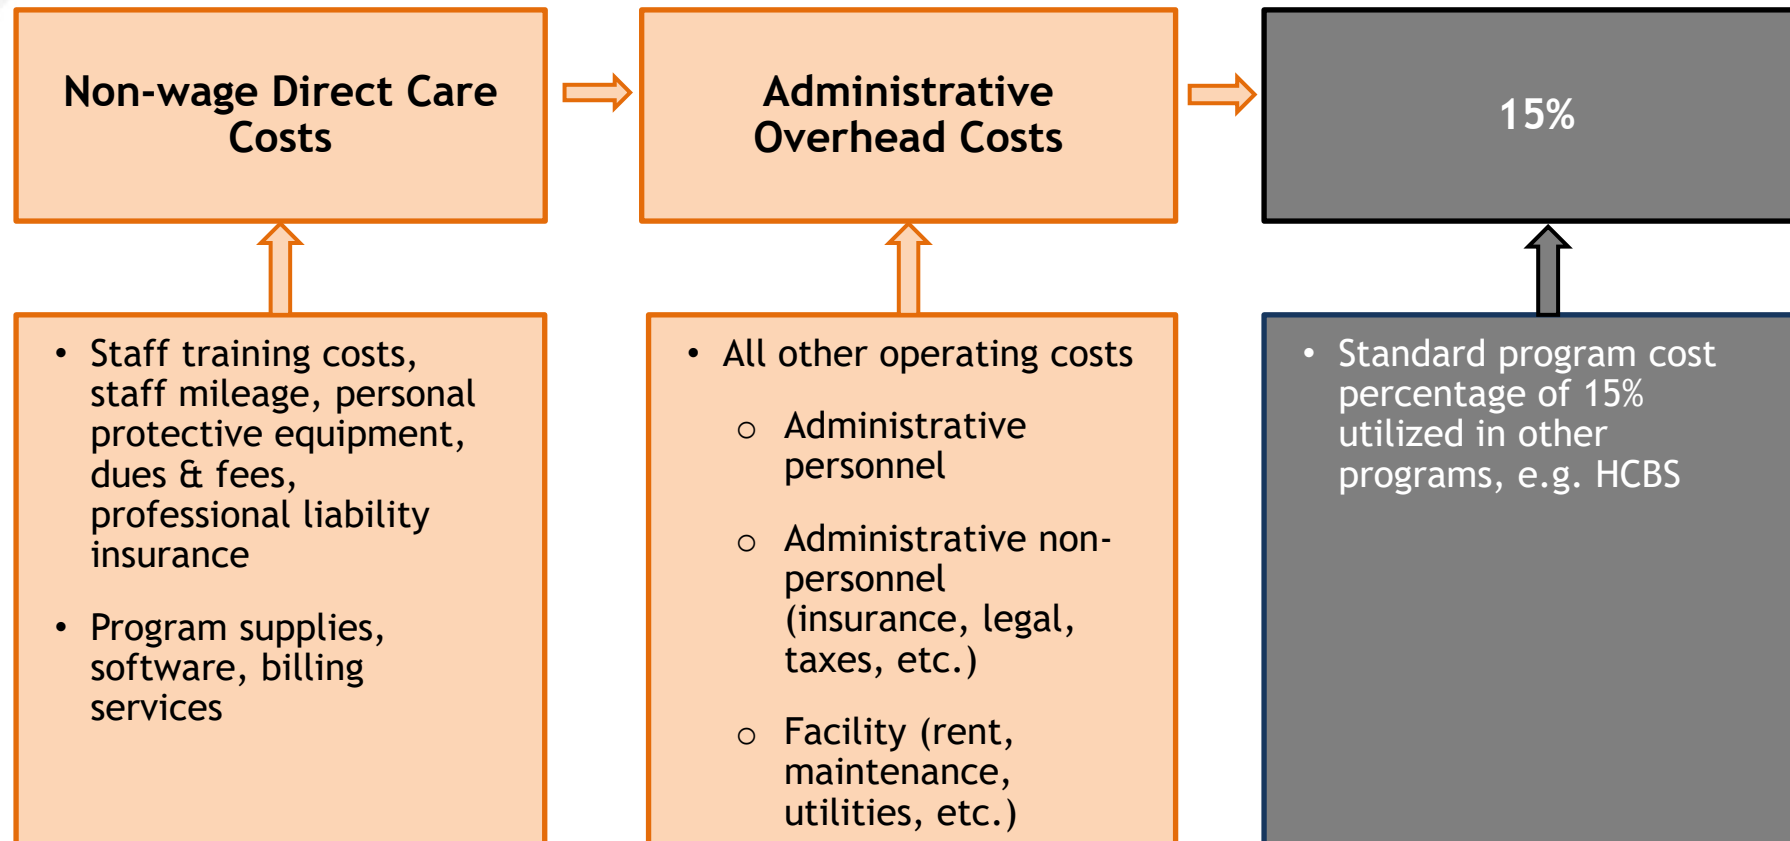 Non-wage Direct Care
Costs
Administrative
Overhead Costs
15%
• Staff training costs,
staff mileage, personal
protective equipment,
dues & fees,
professional liability
insurance
• Program supplies,
software, billing
services
• All other operating costs
o Administrative
personnel
o Administrative non-
personnel
(insurance, legal,
taxes, etc.)
o Facility (rent,
maintenance,
utilities, etc.)
• Standard program cost
percentage of 15%
utilized in other
programs, e.g. HCBS